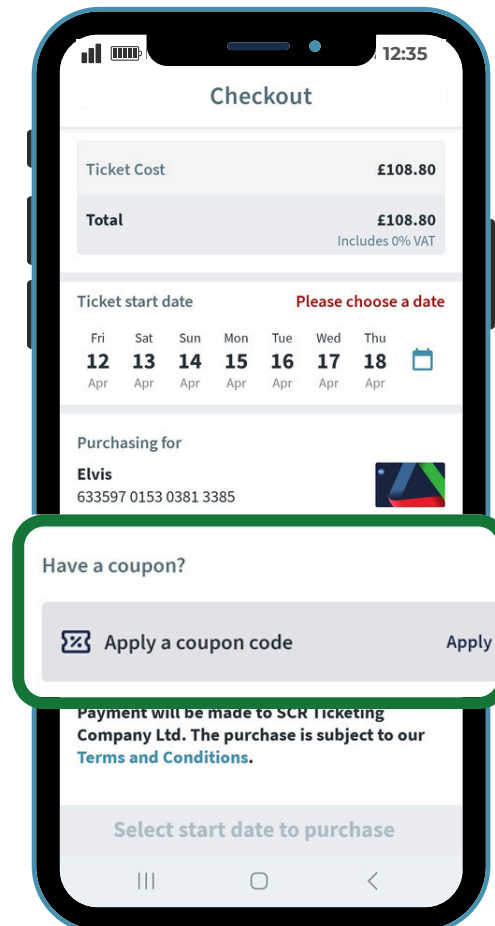 12:35
Checkout
Ticket Cost £108.80
Total £108.80
Includes 0% VAT
Ticket start date Please choose a date
Fri Sat Sun Mon Tue Wed Thu
12 13 14 15 16 17 18
Apr Apr Apr Apr Apr Apr Apr
Purchasing for
Elvis
633597 0153 0381 3385
Have a coupon?
Apply a coupon code Apply
Payment will be made to SCR Ticketing
Company Ltd. The purchase is subject to our
Terms and Conditions.
Select start date to purchase